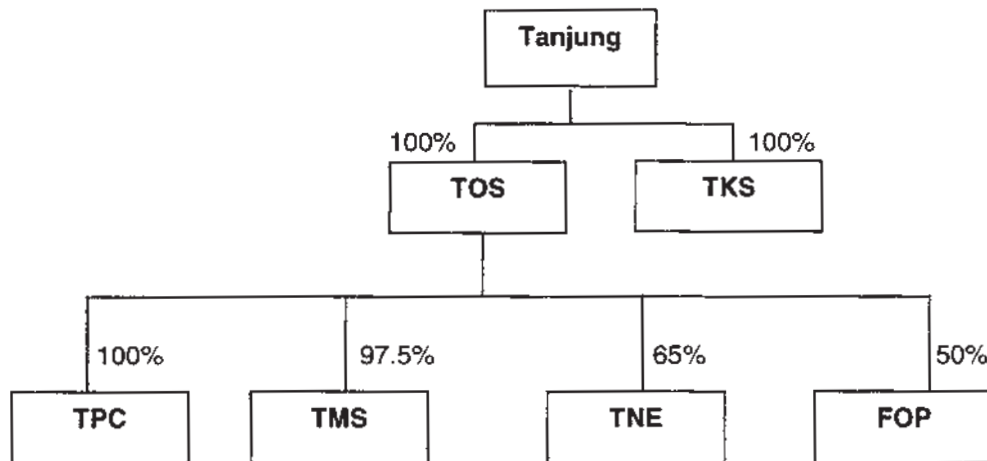 Tanjung
100% 100%
TOS TKS
100% 97.5% 65% 50%
TPC TMS TNE FOP